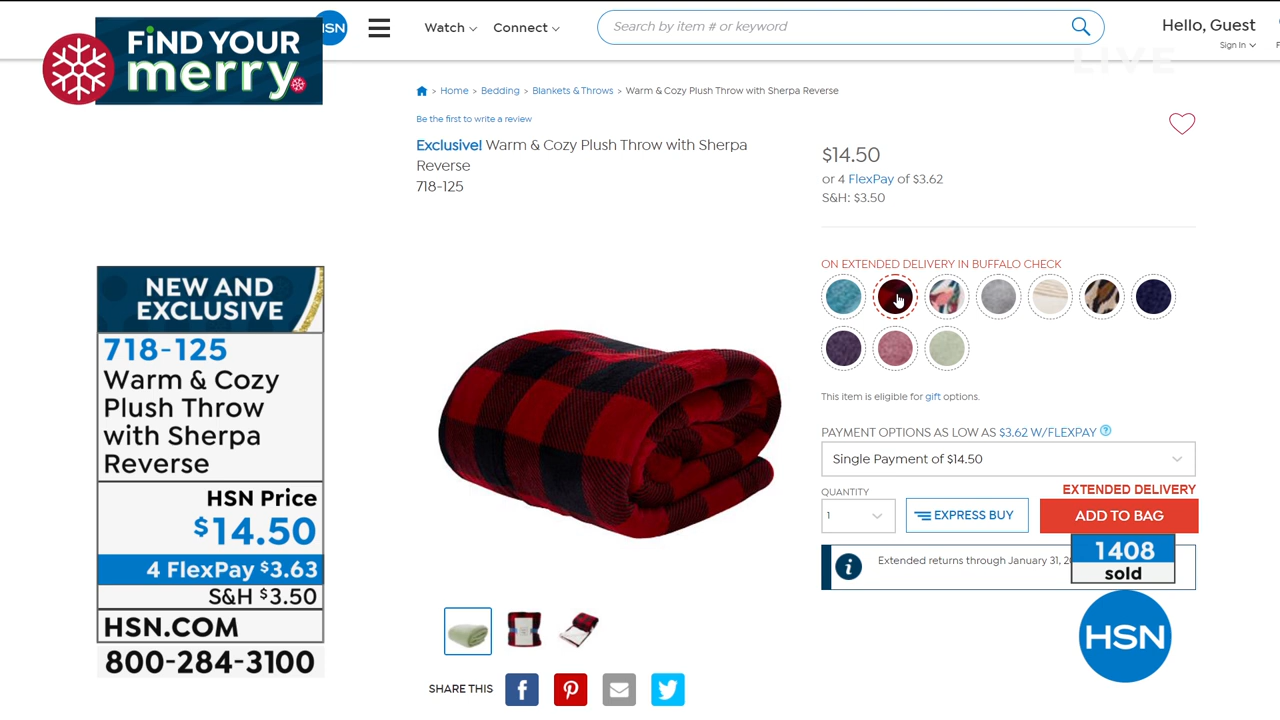 FiND YOUR
merry
HSN
Watch
Connect
Search by item # or keyword
Hello, Guest
Sign In
LIVE
> Home > Bedding > Blankets & Throws > Warm & Cozy Plush Throw with Sherpa Reverse
Be the first to write a review
Exclusive! Warm & Cozy Plush Throw with Sherpa
Reverse
718-125
$14.50
or 4 FlexPay of $3.62
S&H: $3.50
ON EXTENDED DELIVERY IN BUFFALO CHECK
This item is eligible for gift options.
PAYMENT OPTIONS AS LOW AS $3.62 W/FLEXPAY ?
Single Payment of $14.50
QUANTITY
1
EXPRESS BUY
EXTENDED DELIVERY
ADD TO BAG
i
Extended returns through January 31,
1408
sold
HSN
NEW AND
EXCLUSIVE
718-125
Warm & Cozy
Plush Throw
with Sherpa
Reverse
HSN Price
$14.50
4 FlexPay $3.63
S&H $3.50
HSN.COM
800-284-3100
SHARE THIS